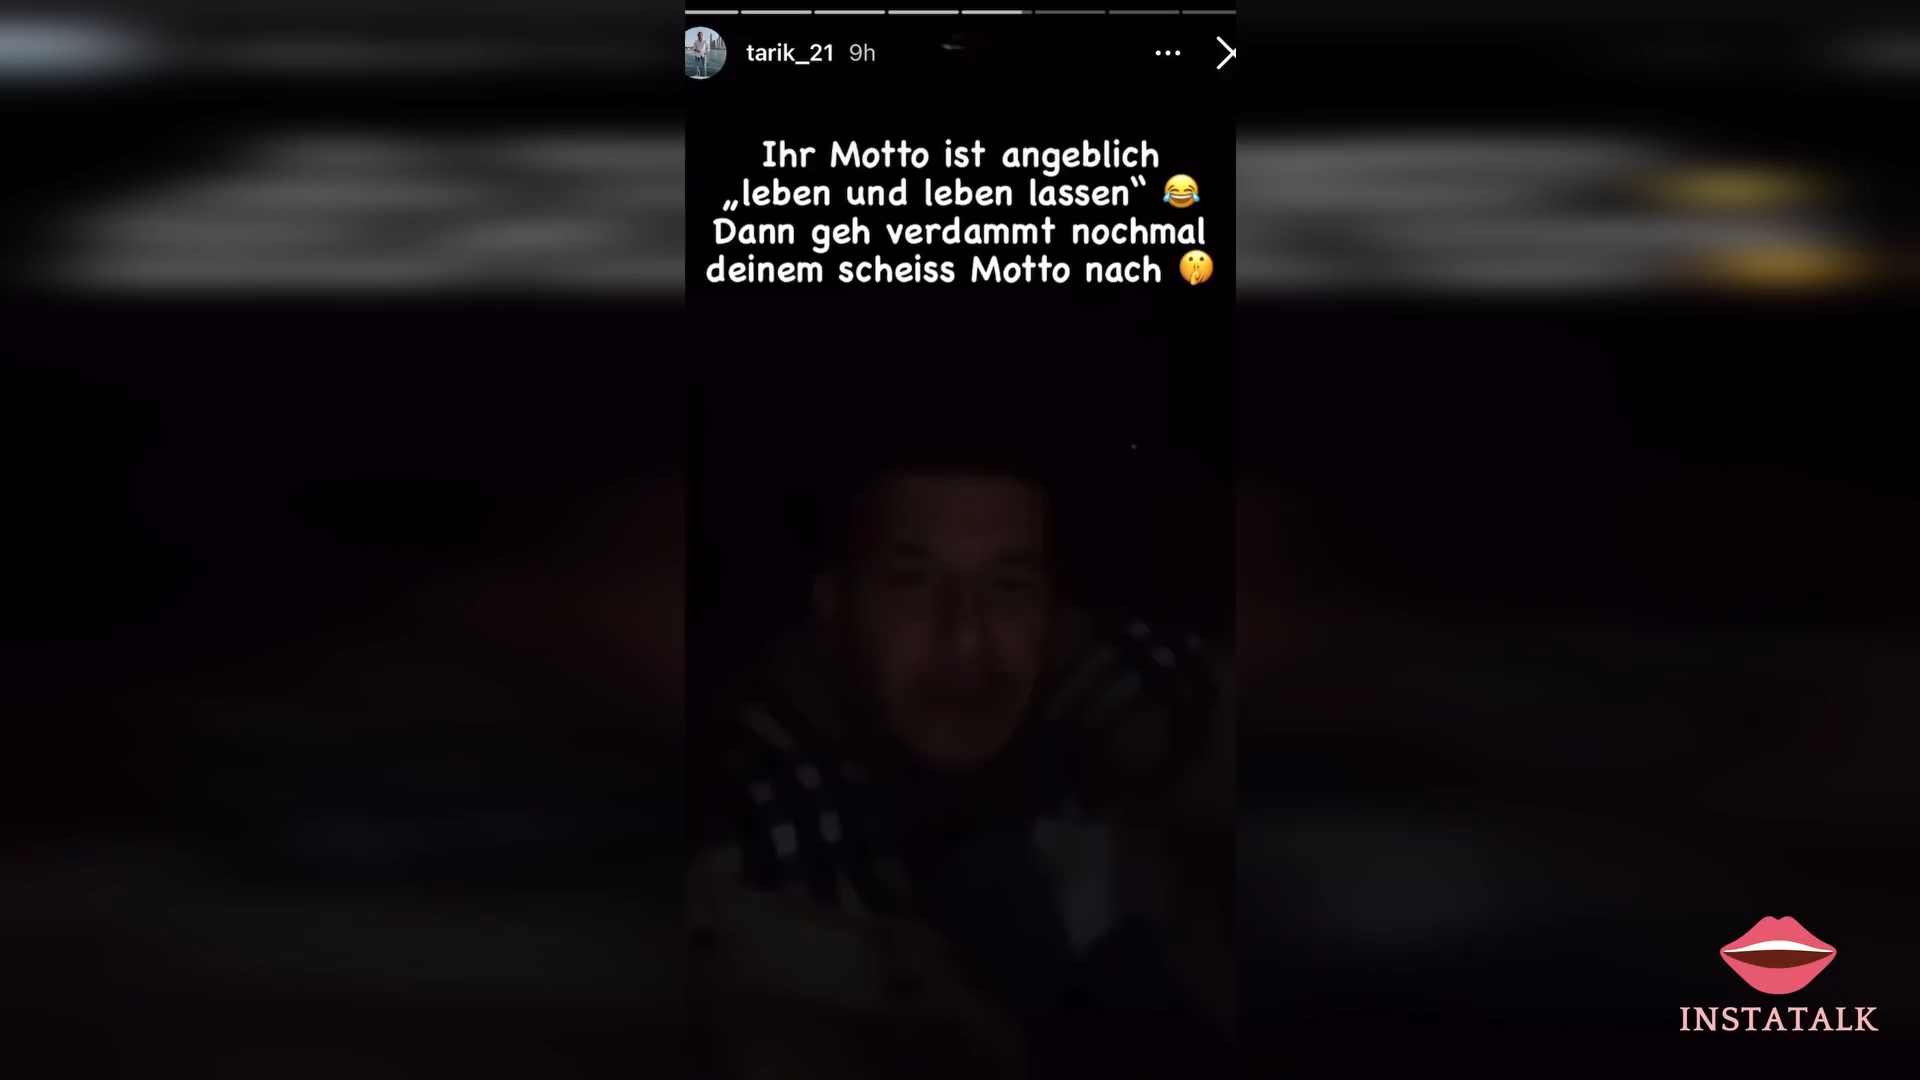 tarik_21 9h
Ihr Motto ist angeblich
„leben und leben lassen‟ 😂
Dann geh verdammt nochmal
deinem scheiss Motto nach 🤫
INSTATALK